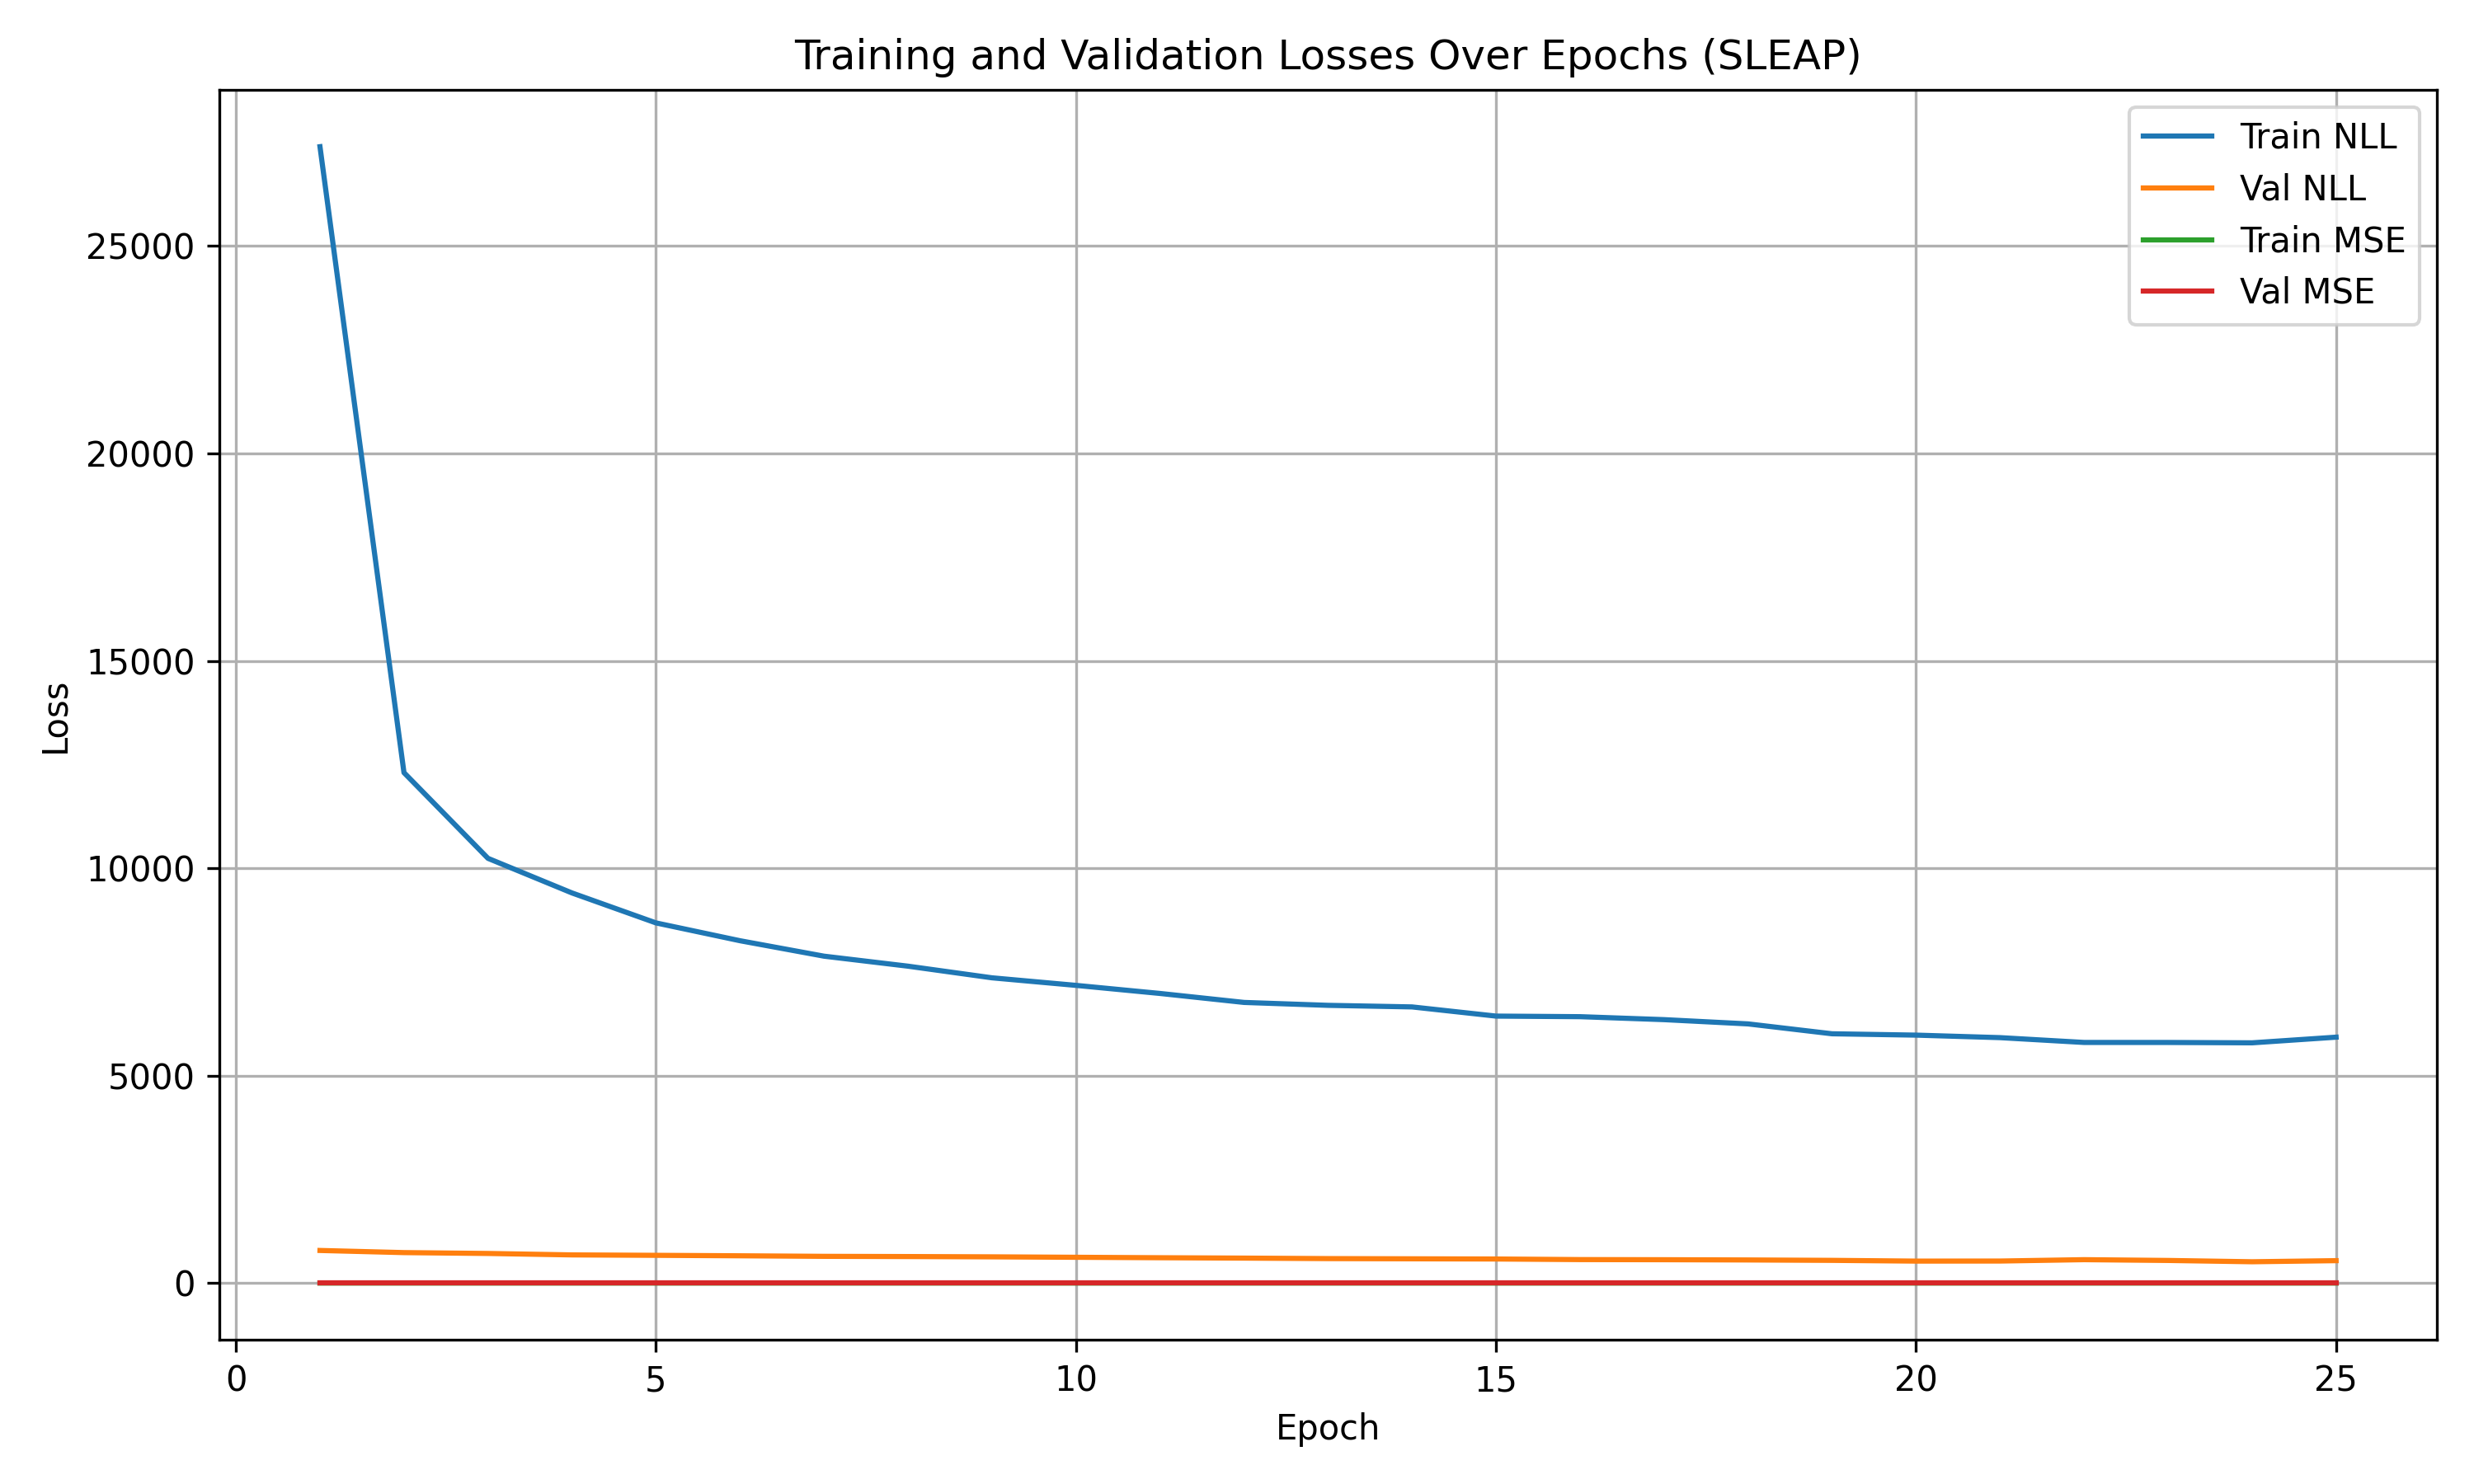 Training and Validation Losses Over Epochs (SLEAP)
Train NLL
Val NLL
Train MSE
Val MSE
25000
20000
15000
10000
5000
0
Loss
0 5 10 15 20 25
Epoch